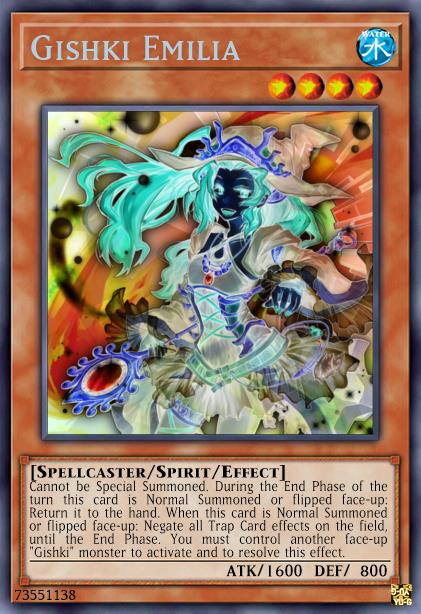 Gishki Emilia
WATER
水
[Spellcaster/Spirit/Effect]
Cannot be Special Summoned. During the End Phase of the
turn this card is Normal Summoned or flipped face-up:
Return it to the hand. When this card is Normal Summoned
or flipped face-up: Negate all Trap Card effects on the field,
until the End Phase. You must control another face-up
"Gishki" monster to activate and to resolve this effect.
ATK/1600 DEF/ 800
73551138